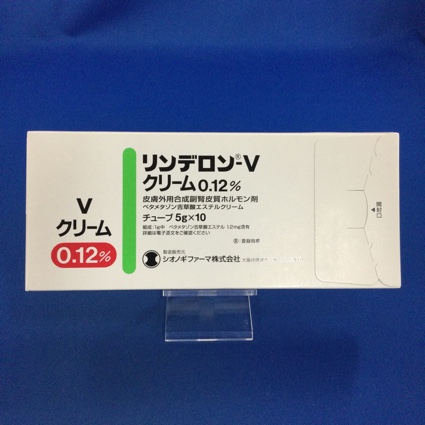 V
クリーム
0.12%
リンデロン®-V
クリーム0.12%
皮膚外用合成副腎皮質ホルモン剤
ベタメタゾン吉草酸エステルクリーム
チューブ 5g×10
組成:1g中 ベタメタゾン吉草酸エステル 1.2mg含有
詳細は電子添文をご確認ください
®:登録商標
製造販売元
シオノギファーマ株式会社
開封口